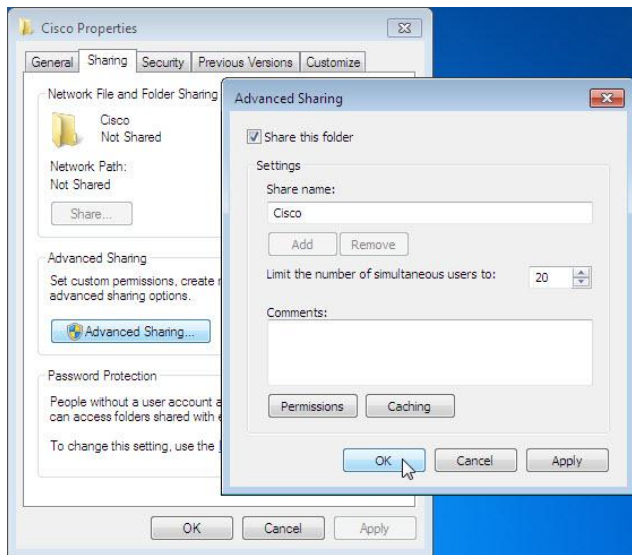 Cisco Properties
General Sharing Security Previous Versions Customize
Network File and Folder Sharing
Cisco
Not Shared
Network Path:
Not Shared
Share...
Advanced Sharing
Set custom permissions, create
advanced sharing options.
Advanced Sharing...
Password Protection
People without a user account
can access folders shared with
To change this setting, use the
OK Cancel Apply
Advanced Sharing
Share this folder
Settings
Share name:
Cisco
Add Remove
Limit the number of simultaneous users to: 20
Comments:
Permissions Caching
OK Cancel Apply